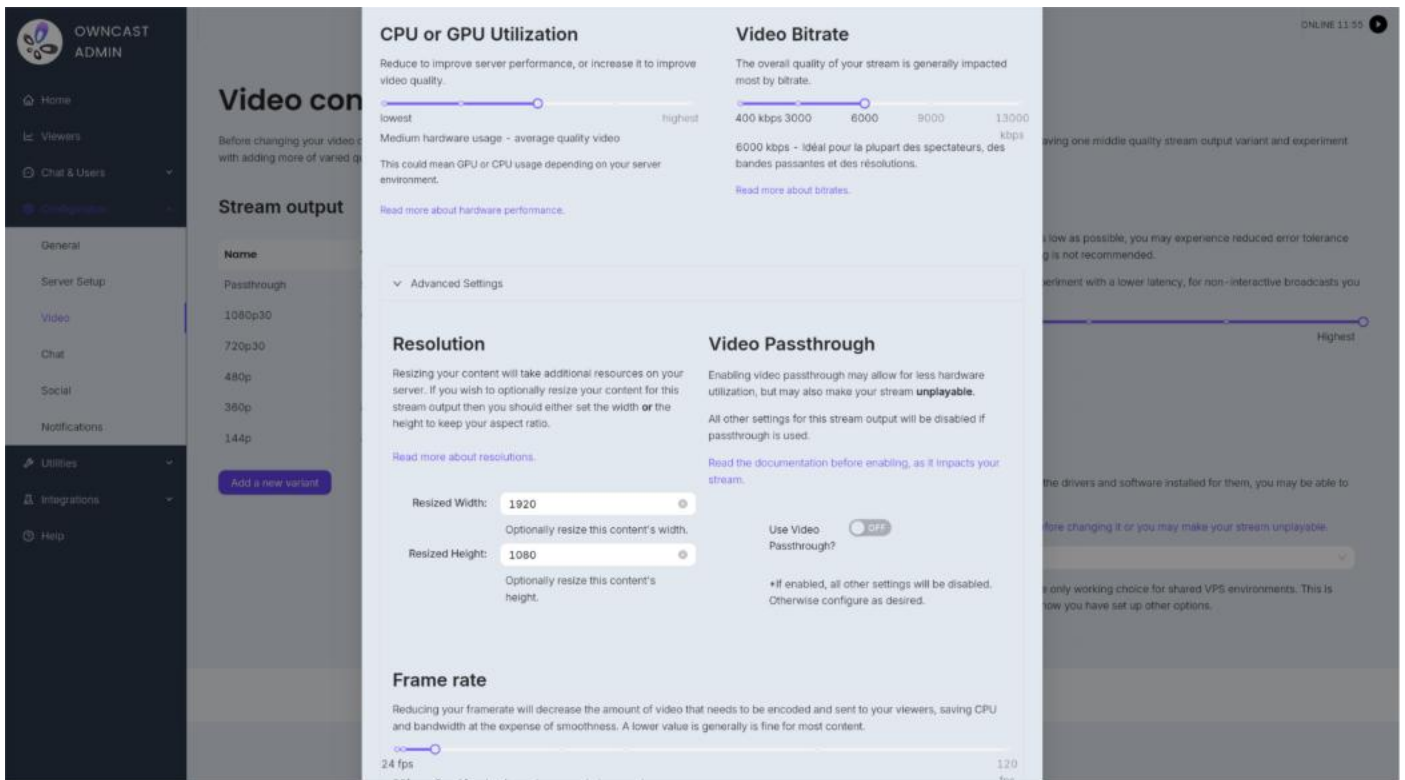 OWNCAST
ADMIN
ONLINE 11:55
Home
Viewers
Chat & Users
Configuration
General
Server Setup
Video
Chat
Social
Notifications
Utilities
Integrations
Help
Video con
Before changing your video c
with adding more of varied qu
aving one middle quality stream output variant and experiment
Stream output
Name
Passthrough
1080p30
720p30
480p
360p
144p
Add a new variant
CPU or GPU Utilization
Reduce to improve server performance, or increase it to improve
video quality.
lowest
highest
Medium hardware usage - average quality video
This could mean GPU or CPU usage depending on your server
environment.
Read more about hardware performance.
Video Bitrate
The overall quality of your stream is generally impacted
most by bitrate.
400 kbps 3000 6000 9000 13000
kbps
6000 kbps - Idéal pour la plupart des spectateurs, des
bandes passantes et des résolutions.
Read more about bitrates.
Advanced Settings
Resolution
Resizing your content will take additional resources on your
server. If you wish to optionally resize your content for this
stream output then you should either set the width or the
height to keep your aspect ratio.
Read more about resolutions.
Resized Width: 1920
Optionally resize this content's width.
Resized Height: 1080
Optionally resize this content's
height.
Video Passthrough
Enabling video passthrough may allow for less hardware
utilization, but may also make your stream unplayable.
All other settings for this stream output will be disabled if
passthrough is used.
Read the documentation before enabling, as it impacts your
stream.
Use Video
Passthrough?
OFF
*If enabled, all other settings will be disabled.
Otherwise configure as desired.
Frame rate
Reducing your framerate will decrease the amount of video that needs to be encoded and sent to your viewers, saving CPU
and bandwidth at the expense of smoothness. A lower value is generally is fine for most content.
24 fps
120
s low as possible, you may experience reduced error tolerance
g is not recommended.
eriment with a lower latency, for non-interactive broadcasts you
Highest
the drivers and software installed for them, you may be able to
efore changing it or you may make your stream unplayable.
e only working choice for shared VPS environments. This is
how you have set up other options.